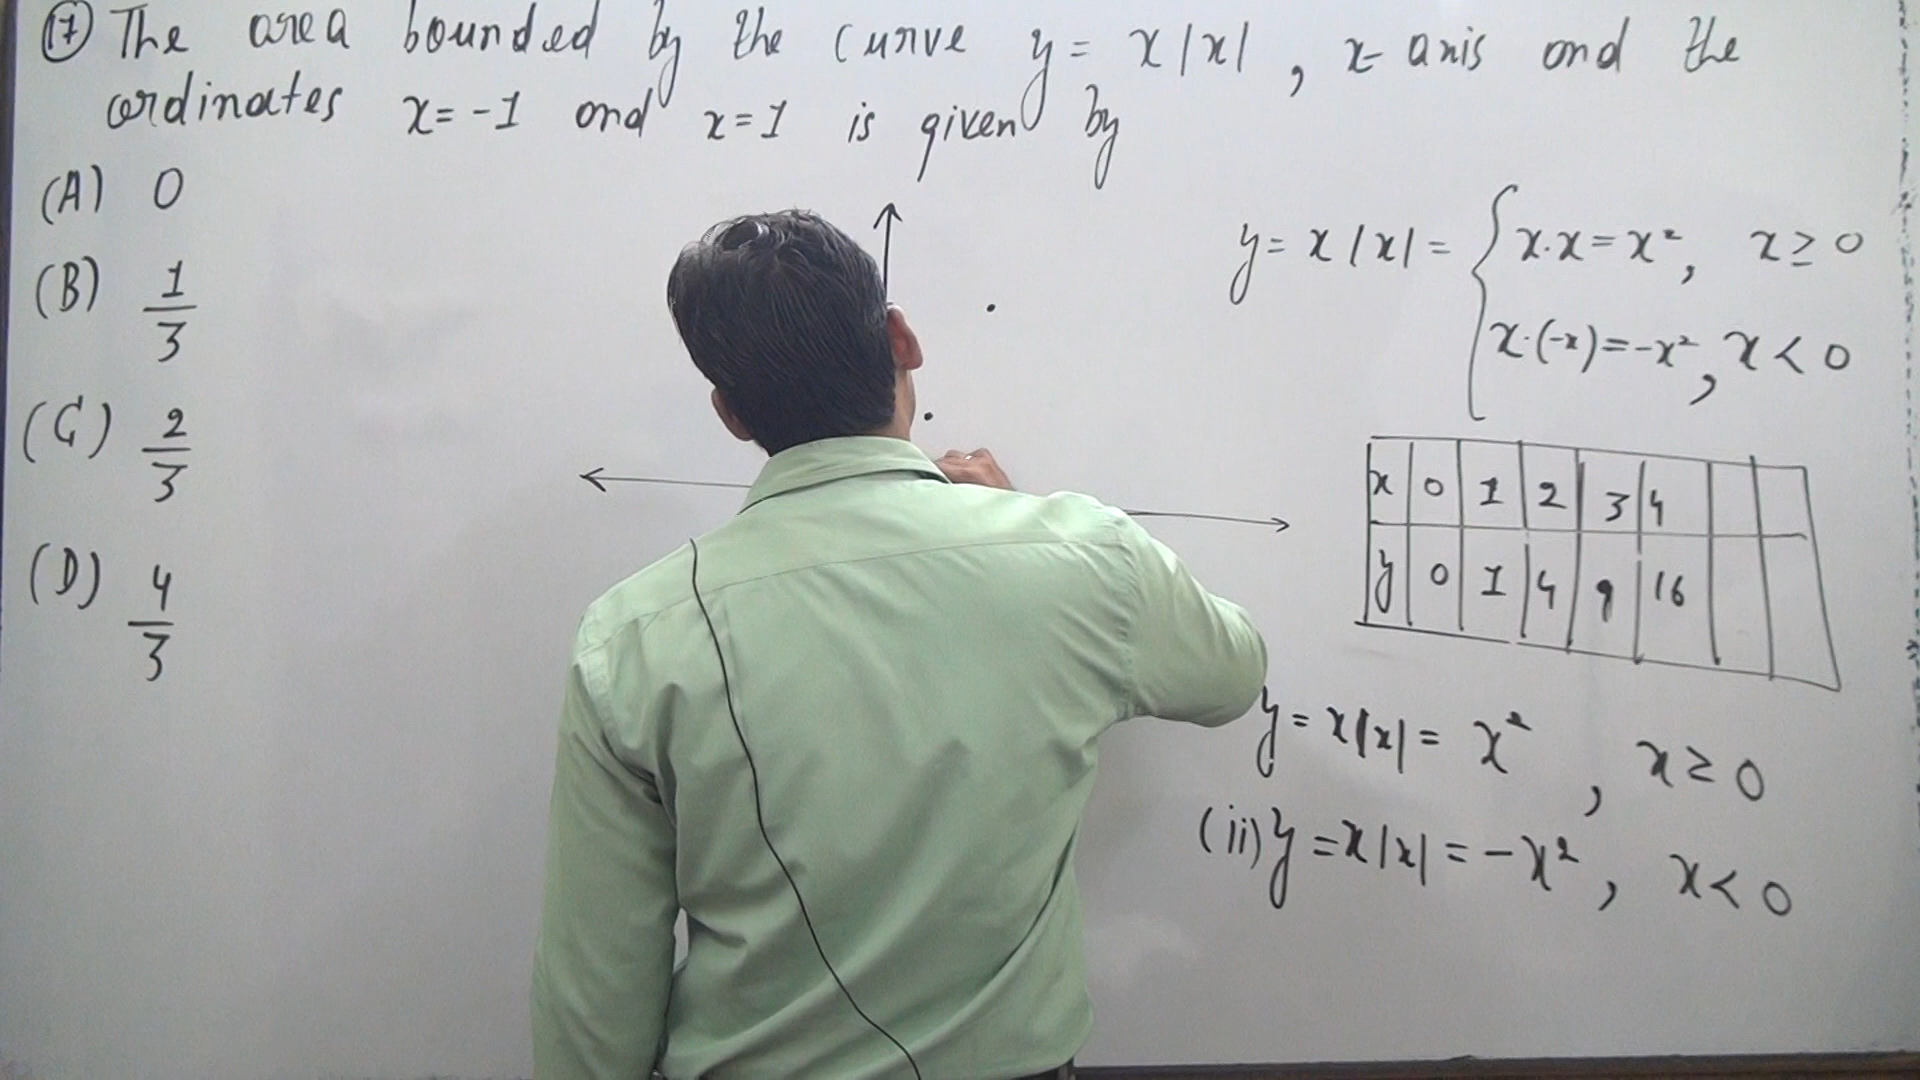 17 The area bounded by the curve y = x|x|, x-axis and the
ordinates x=-1 and x=1 is given by
(A) 0
(B) 1/3
(C) 2/3
(D) 4/3
y = x|x| = { x.x = x², x ≥ 0
x.(-x) = -x², x < 0
x 0 1 2 3 4
y 0 1 4 9 16
y = x|x| = x², x ≥ 0
(ii) y = x|x| = -x², x < 0